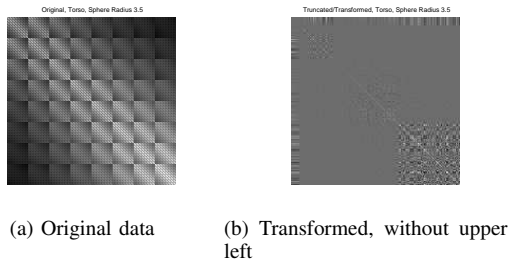 Original, Torso, Sphere Radius 3.5
Truncated/Transformed, Torso, Sphere Radius 3.5
(a) Original data
(b) Transformed, without upper
left